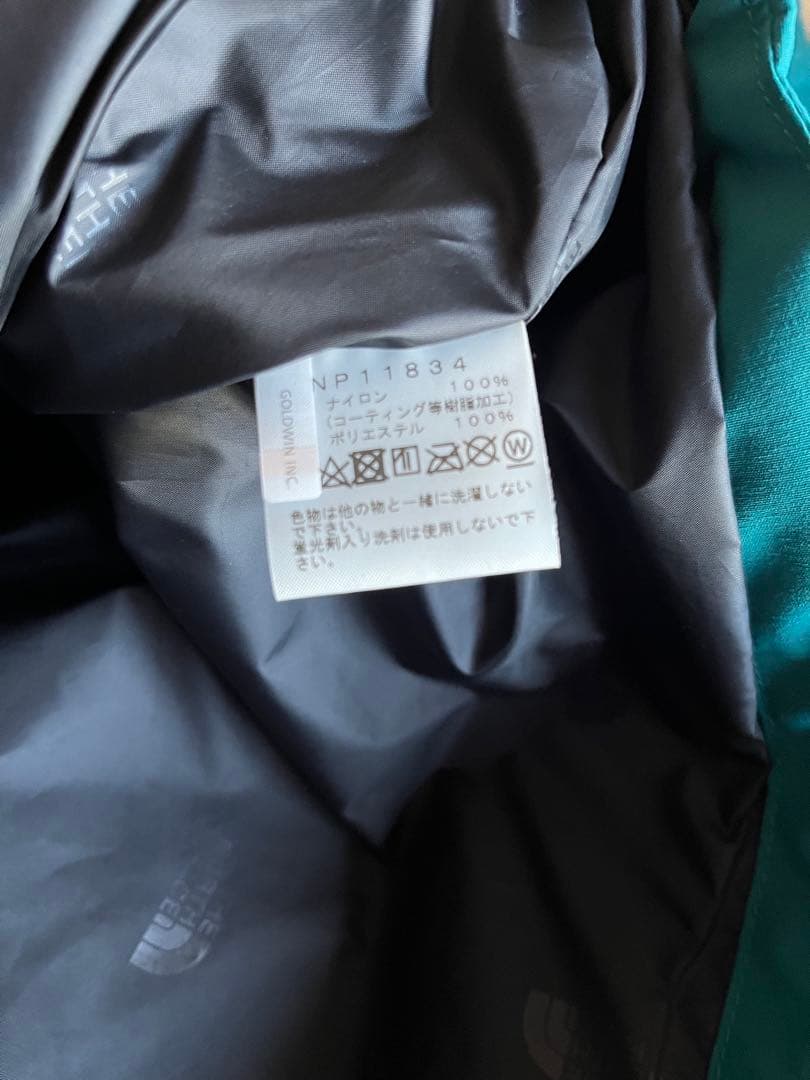 NP11834
ナイロン 100%
(コーティング等樹脂加工)
ポリエステル 100%
GOLDWIN INC.
W
色物は他の物と一緒に洗濯しない
で下さい。
蛍光剤入り洗剤は使用しないで下
さい。